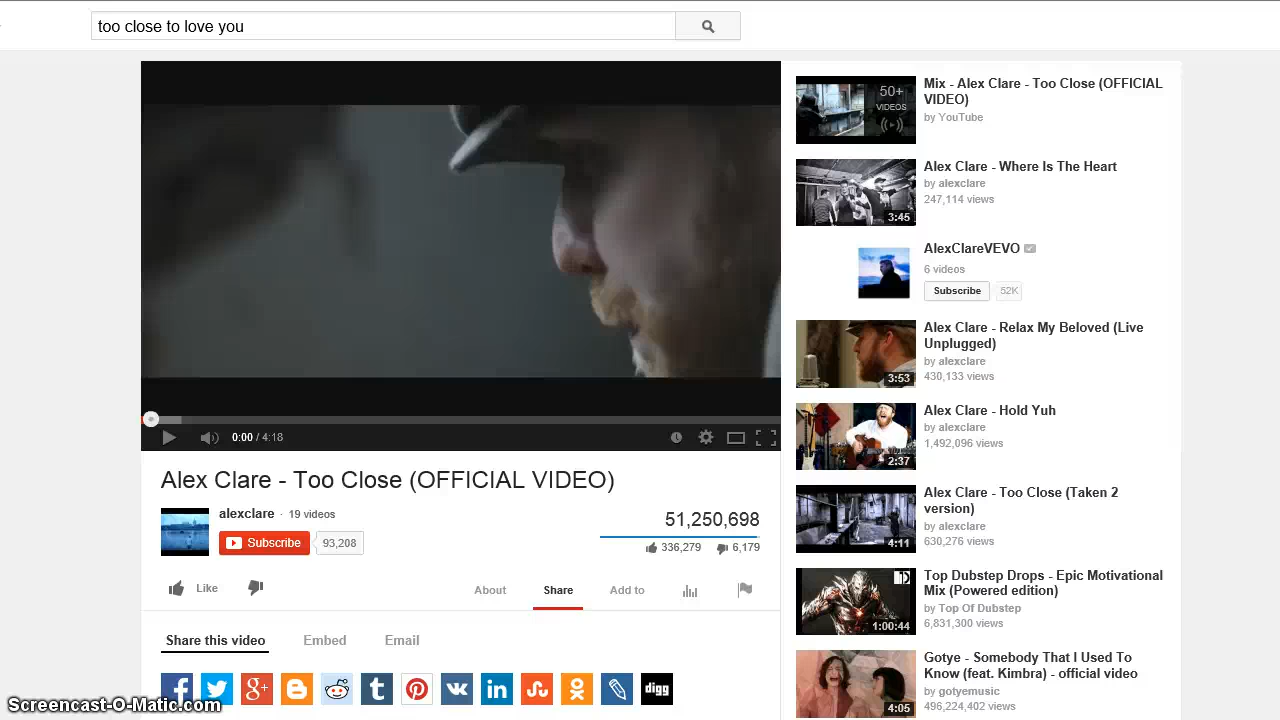 too close to love you
0:00 / 4:18
Alex Clare - Too Close (OFFICIAL VIDEO)
alexclare · 19 videos
Subscribe 93,208
51,250,698
336,279 6,179
Like
About Share Add to
Share this video Embed Email
digg
Screencast-O-Matic.com
50+
VIDEOS
Mix - Alex Clare - Too Close (OFFICIAL
VIDEO)
by YouTube
3:45
Alex Clare - Where Is The Heart
by alexclare
247,114 views
AlexClareVEVO
6 videos
Subscribe 52K
3:53
Alex Clare - Relax My Beloved (Live
Unplugged)
by alexclare
430,133 views
2:37
Alex Clare - Hold Yuh
by alexclare
1,492,096 views
4:11
Alex Clare - Too Close (Taken 2
version)
by alexclare
630,276 views
1:00:44
Top Dubstep Drops - Epic Motivational
Mix (Powered edition)
by Top Of Dubstep
6,831,300 views
4:05
Gotye - Somebody That I Used To
Know (feat. Kimbra) - official video
by gotyemusic
496,224,402 views